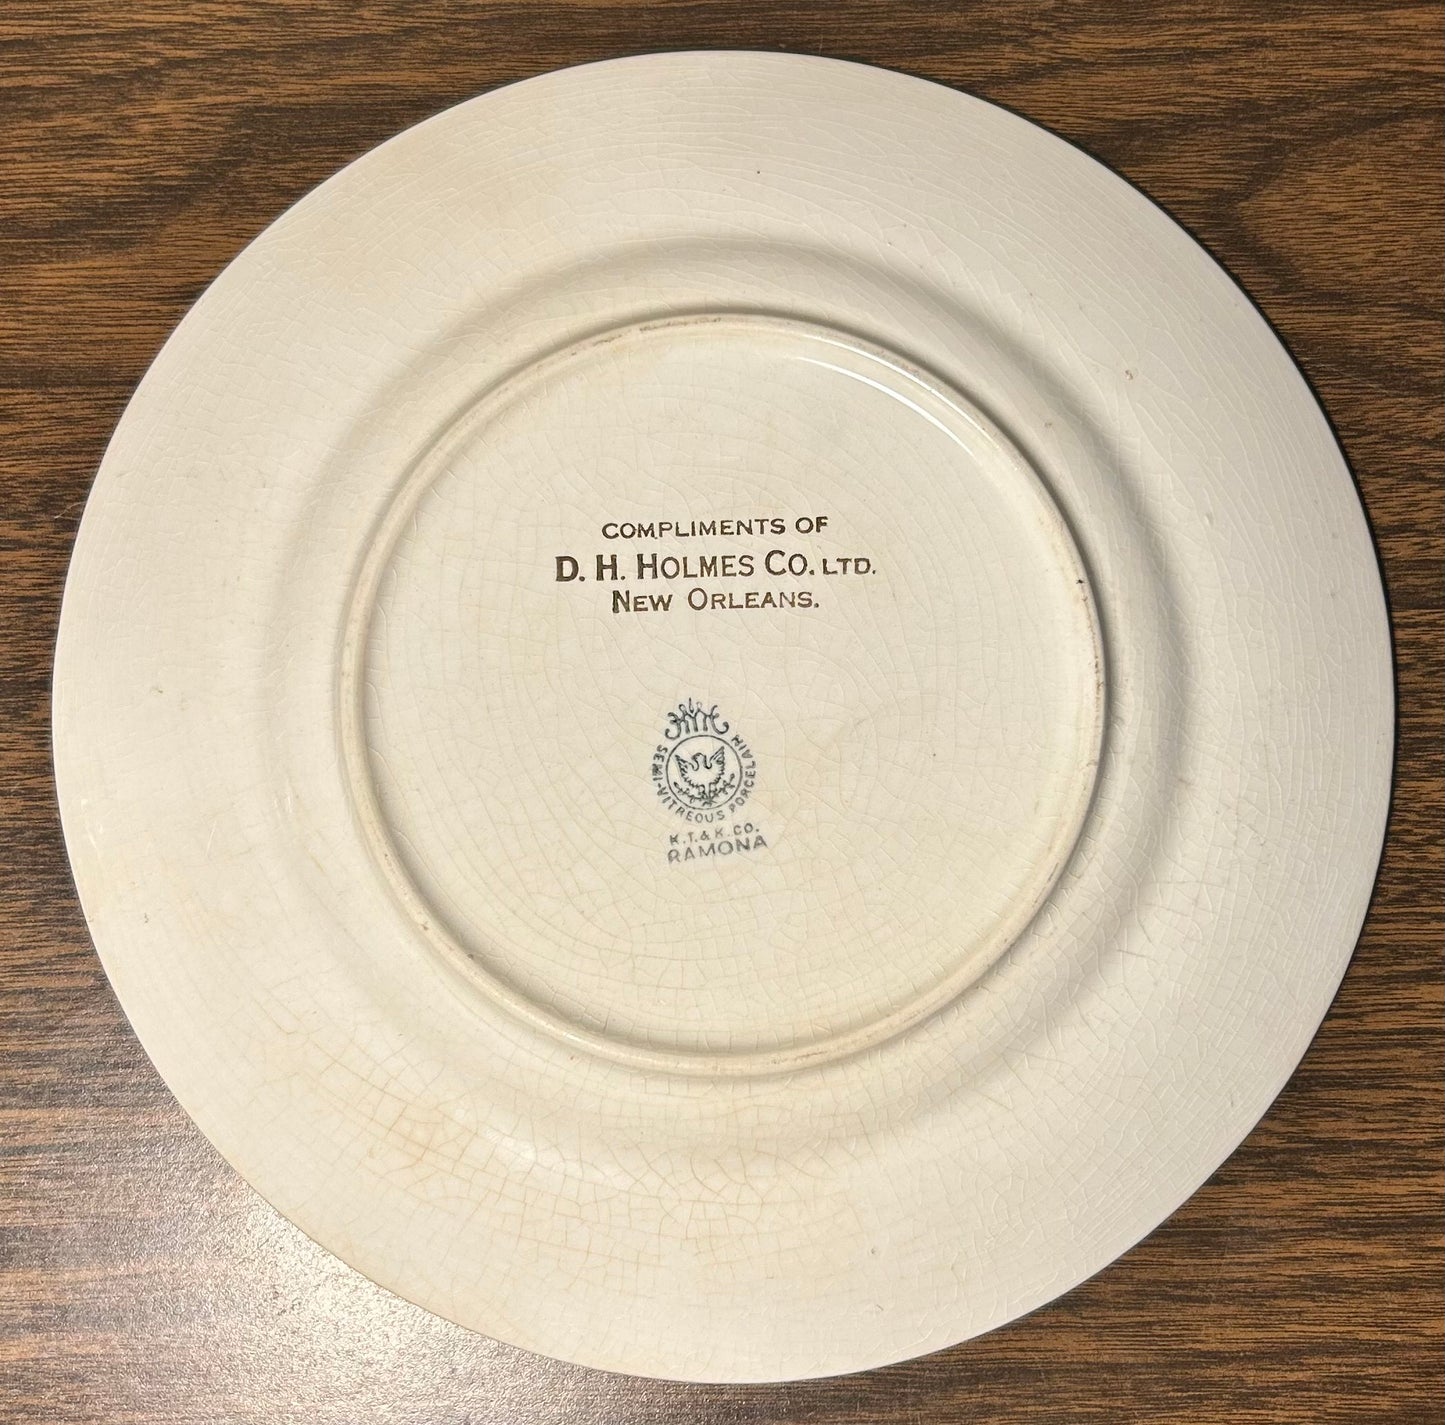 COMPLIMENTS OF
D. H. HOLMES CO. LTD.
NEW ORLEANS.
SEMI-VITREOUS PORCELAIN
K.T.& K.CO.
RAMONA